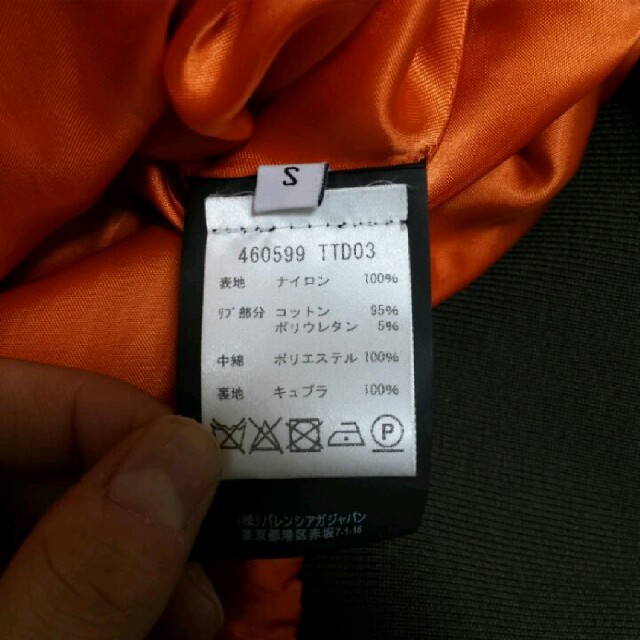 S
460599 TTD03
表地 ナイロン 100%
リブ部分 コットン 95%
ポリウレタン 5%
中綿 ポリエステル 100%
裏地 キュプラ 100%
P
(株)バレンシアガジャパン
東京都港区赤坂